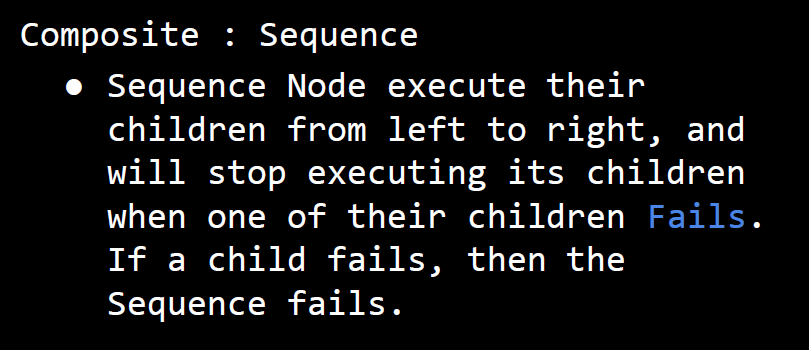 Composite : Sequence
● Sequence Node execute their
children from left to right, and
will stop executing its children
when one of their children Fails.
If a child fails, then the
Sequence fails.